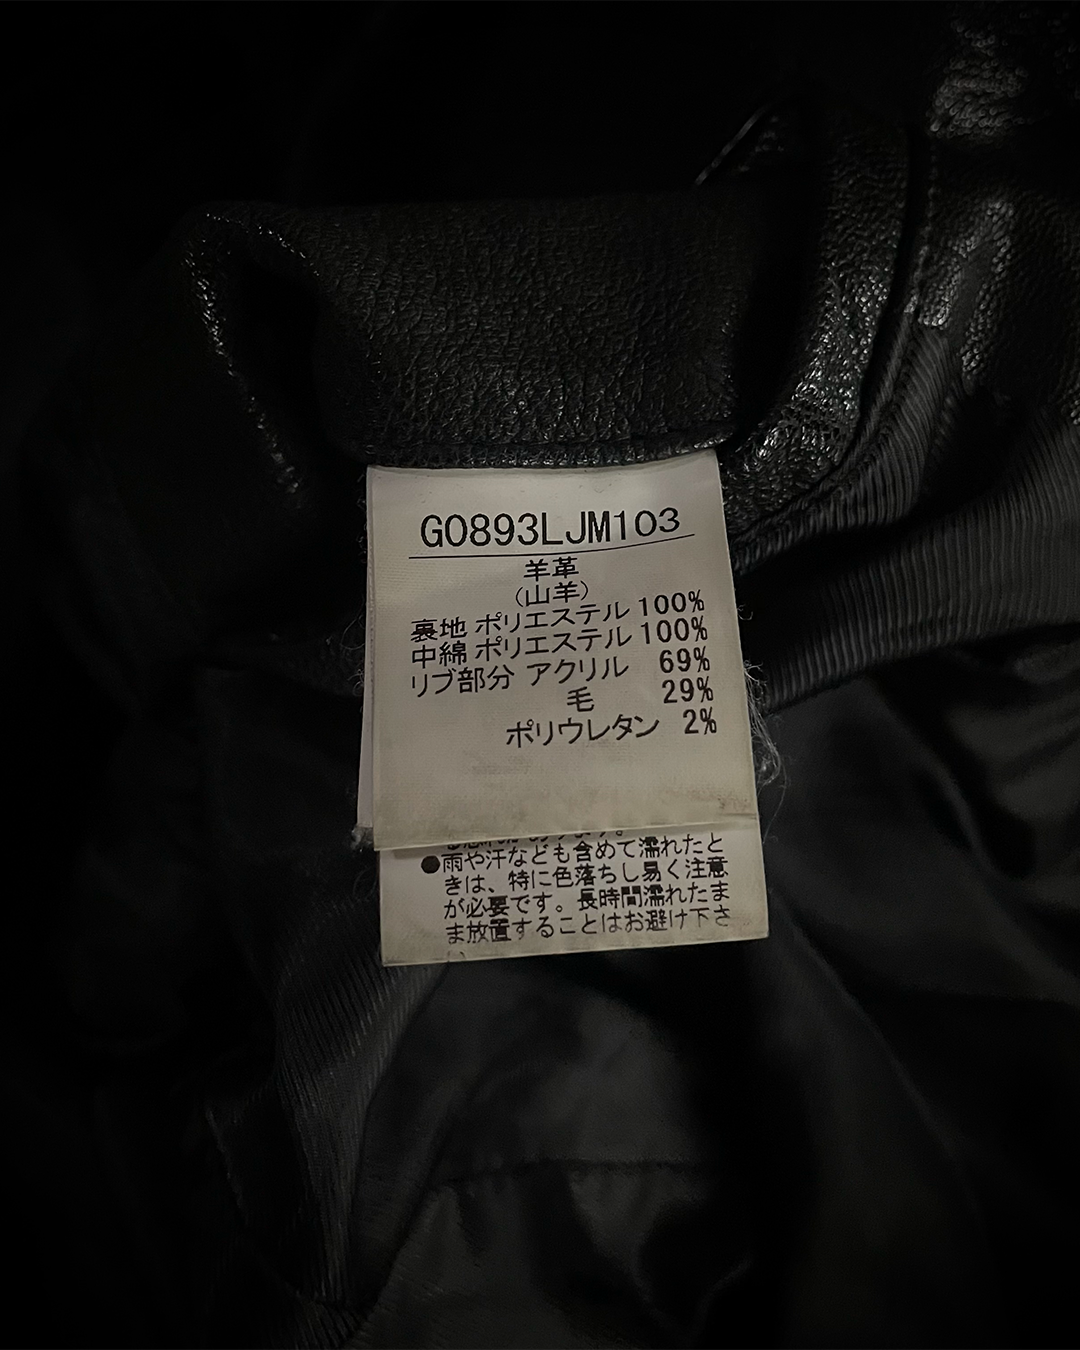 G0893LJM103
羊革
(山羊)
裏地 ポリエステル 100%
中綿 ポリエステル 100%
リブ部分 アクリル 69%
毛 29%
ポリウレタン 2%
●雨や汗なども含めて濡れたと
きは、特に色落ちし易く注意
が必要です。長時間濡れたま
ま放置することはお避け下さ
い